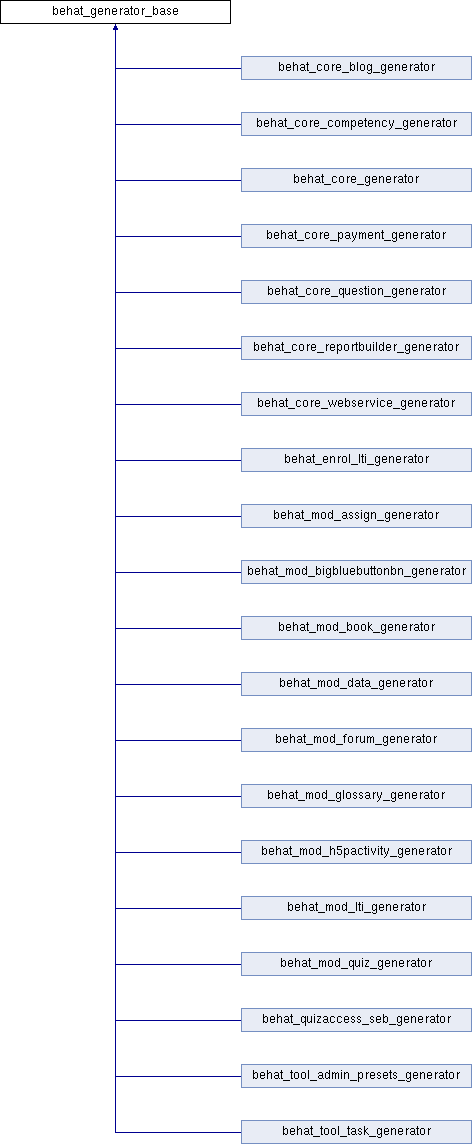 behat_generator_base
behat_core_blog_generator
behat_core_competency_generator
behat_core_generator
behat_core_payment_generator
behat_core_question_generator
behat_core_reportbuilder_generator
behat_core_webservice_generator
behat_enrol_lti_generator
behat_mod_assign_generator
behat_mod_bigbluebuttonbn_generator
behat_mod_book_generator
behat_mod_data_generator
behat_mod_forum_generator
behat_mod_glossary_generator
behat_mod_h5pactivity_generator
behat_mod_lti_generator
behat_mod_quiz_generator
behat_quizaccess_seb_generator
behat_tool_admin_presets_generator
behat_tool_task_generator